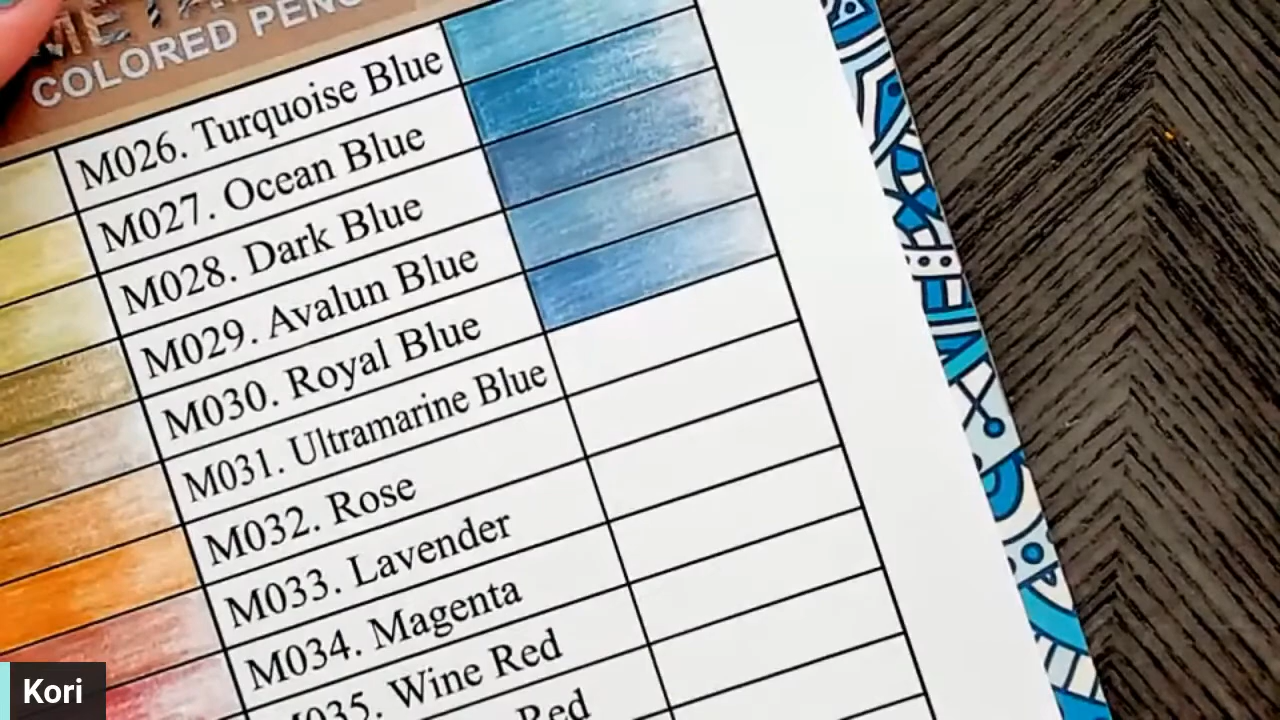 COLORED
M026. Turquoise Blue
M027. Ocean Blue
M028. Dark Blue
M029. Avalun Blue
M030. Royal Blue
M031. Ultramarine Blue
M032. Rose
M033. Lavender
M034. Magenta
Wine Red
Red
Kori